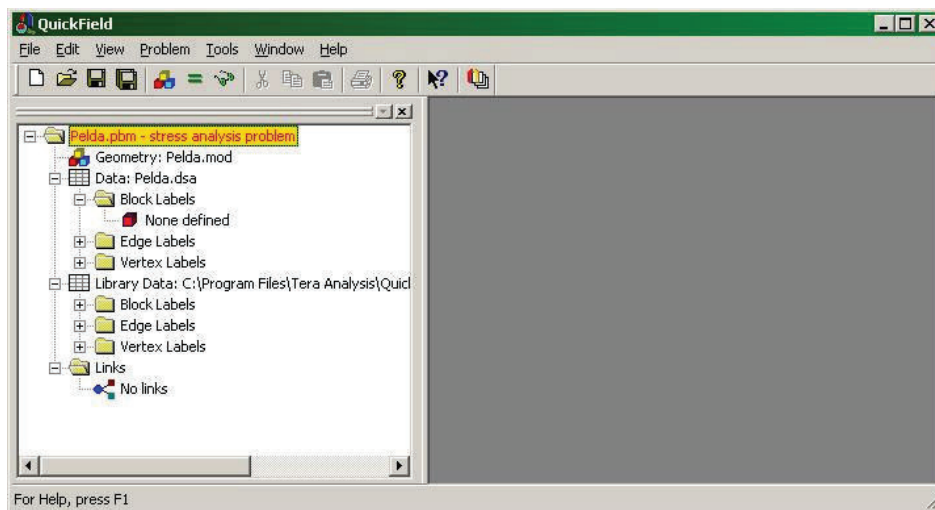 QuickField
File Edit View Problem Tools Window Help
Pelda.pbm - stress analysis problem
Geometry: Pelda.mod
Data: Pelda.dsa
Block Labels
None defined
Edge Labels
Vertex Labels
Library Data: C:\Program Files\Tera Analysis\Quick
Block Labels
Edge Labels
Vertex Labels
Links
No links
For Help, press F1